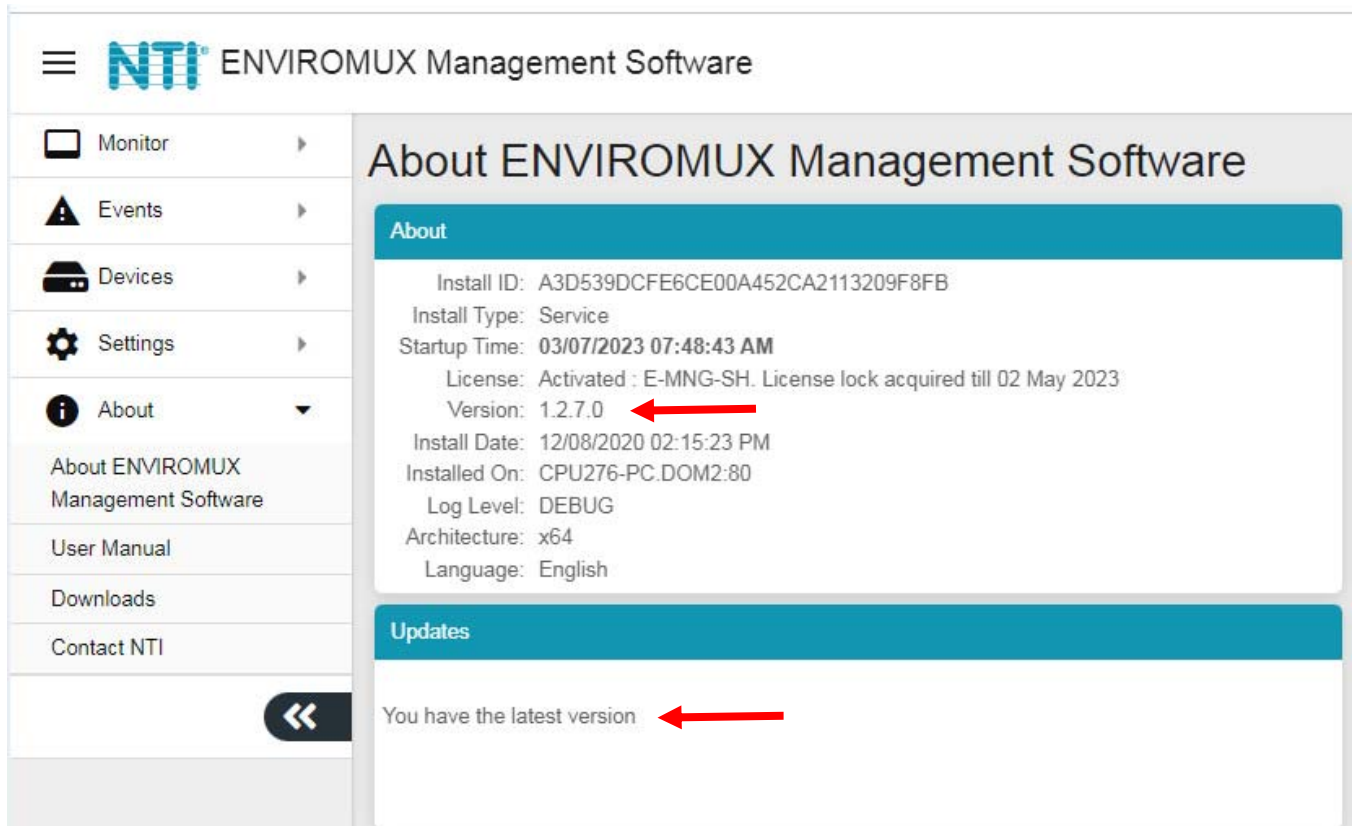 NTI® ENVIROMUX Management Software
Monitor
Events
Devices
Settings
About
About ENVIROMUX
Management Software
User Manual
Downloads
Contact NTI
About ENVIROMUX Management Software
About
Install ID: A3D539DCFE6CE00A452CA2113209F8FB
Install Type: Service
Startup Time: 03/07/2023 07:48:43 AM
License: Activated : E-MNG-SH. License lock acquired till 02 May 2023
Version: 1.2.7.0
Install Date: 12/08/2020 02:15:23 PM
Installed On: CPU276-PC.DOM2:80
Log Level: DEBUG
Architecture: x64
Language: English
Updates
You have the latest version